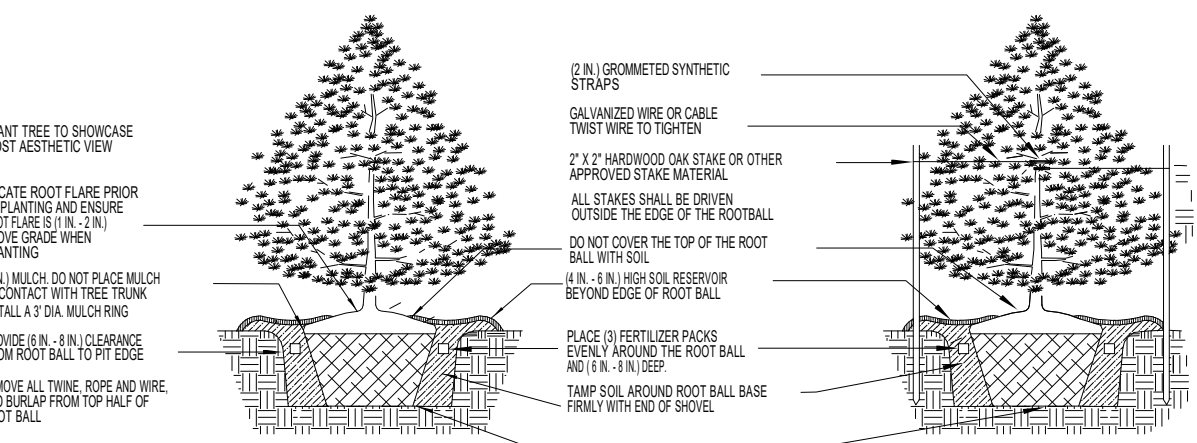 TREE TO SHOWCASE
AESTHETIC VIEW
ROOT FLARE PRIOR
PLANTING AND ENSURE
FLARE IS (1 IN. - 2 IN.)
GRADE WHEN
MULCH. DO NOT PLACE MULCH
CONTACT WITH TREE TRUNK
A 3' DIA. MULCH RING
(6 IN. - 8 IN.) CLEARANCE
ROOT BALL TO PIT EDGE
ALL TWINE, ROPE AND WIRE,
BURLAP FROM TOP HALF OF
BALL
(2 IN.) GROMMETED SYNTHETIC
STRAPS
GALVANIZED WIRE OR CABLE
TWIST WIRE TO TIGHTEN
2" X 2" HARDWOOD OAK STAKE OR OTHER
APPROVED STAKE MATERIAL
ALL STAKES SHALL BE DRIVEN
OUTSIDE THE EDGE OF THE ROOTBALL
DO NOT COVER THE TOP OF THE ROOT
BALL WITH SOIL
(4 IN. - 6 IN.) HIGH SOIL RESERVOIR
BEYOND EDGE OF ROOT BALL
PLACE (3) FERTILIZER PACKS
EVENLY AROUND THE ROOT BALL
AND ( 6 IN. - 8 IN.) DEEP.
TAMP SOIL AROUND ROOT BALL BASE
FIRMLY WITH END OF SHOVEL